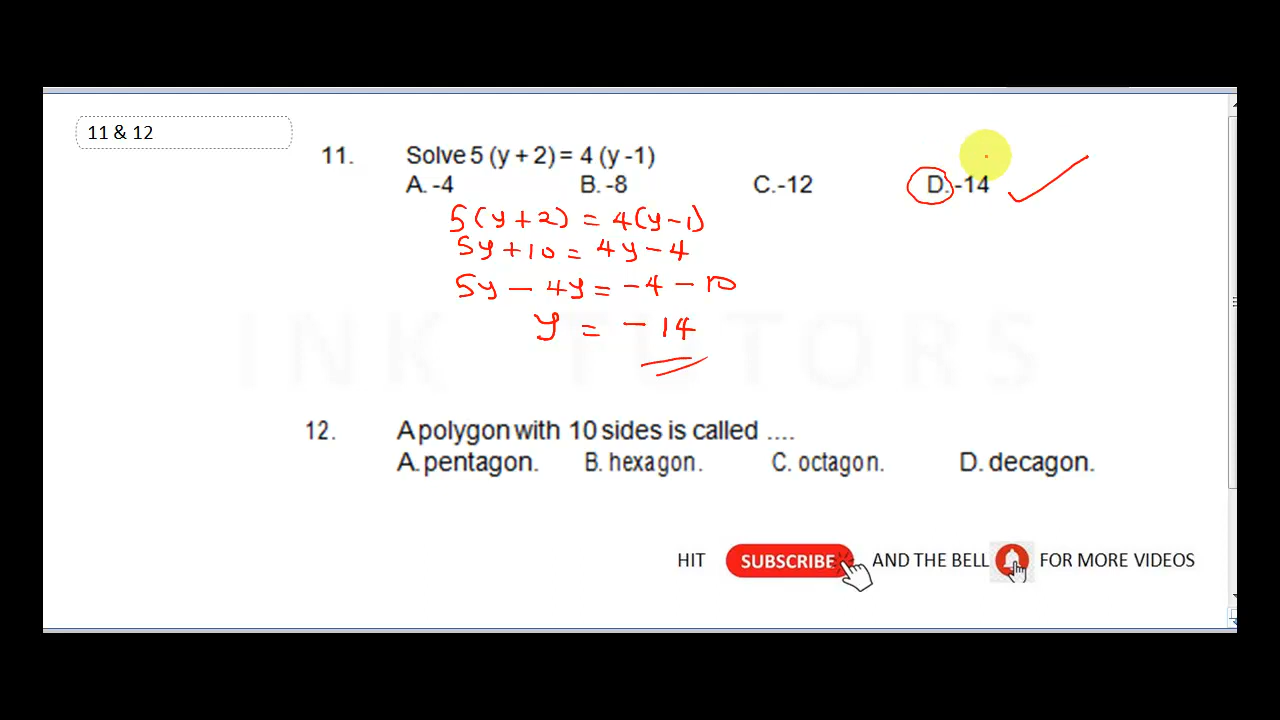 11 & 12
11. Solve 5 (y + 2) = 4 (y -1)
A. -4 B. -8 C.-12 D. -14
5(y+2) = 4(y-1)
5y+10 = 4y-4
5y - 4y = -4 - 10
y = -14
INK TUTORS
12. A polygon with 10 sides is called ....
A. pentagon. B. hexagon. C. octagon. D. decagon.
HIT SUBSCRIBE AND THE BELL FOR MORE VIDEOS